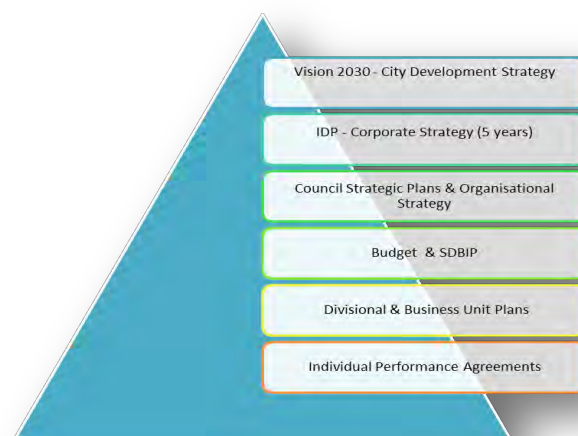 Vision 2030 - City Development Strategy
IDP - Corporate Strategy (5 years)
Council Strategic Plans & Organisational
Strategy
Budget & SDBIP
Divisional & Business Unit Plans
Individual Performance Agreements